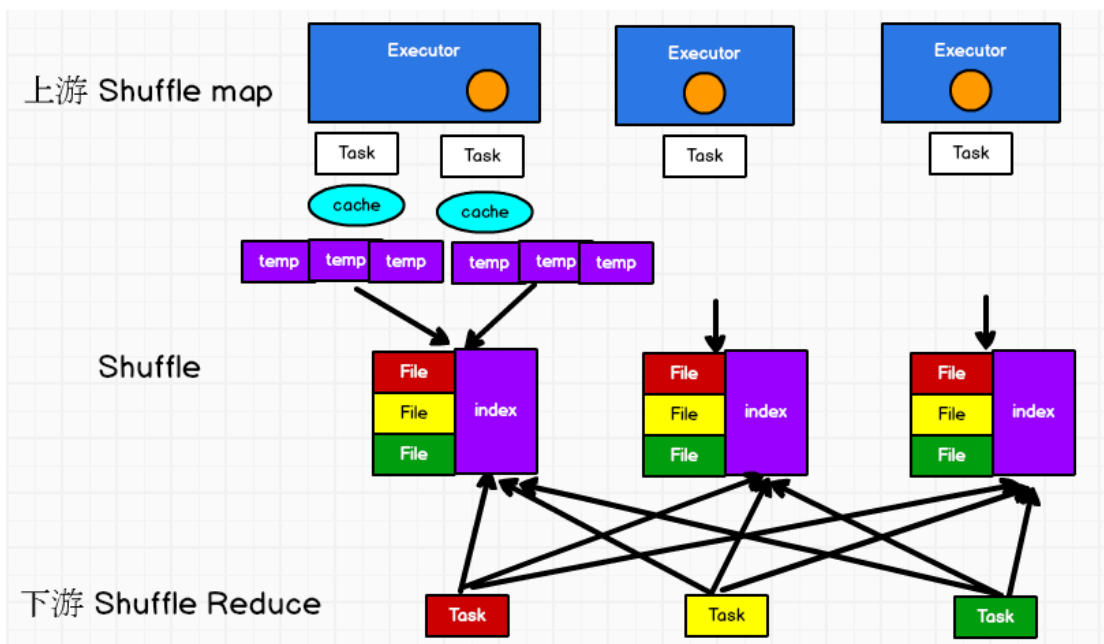 Executor
Executor
Executor
上游 Shuffle map
Task
Task
Task
Task
cache
cache
temp temp temp
temp temp temp
Shuffle
File
File
File
index
File
File
File
index
File
File
File
index
下游 Shuffle Reduce
Task
Task
Task